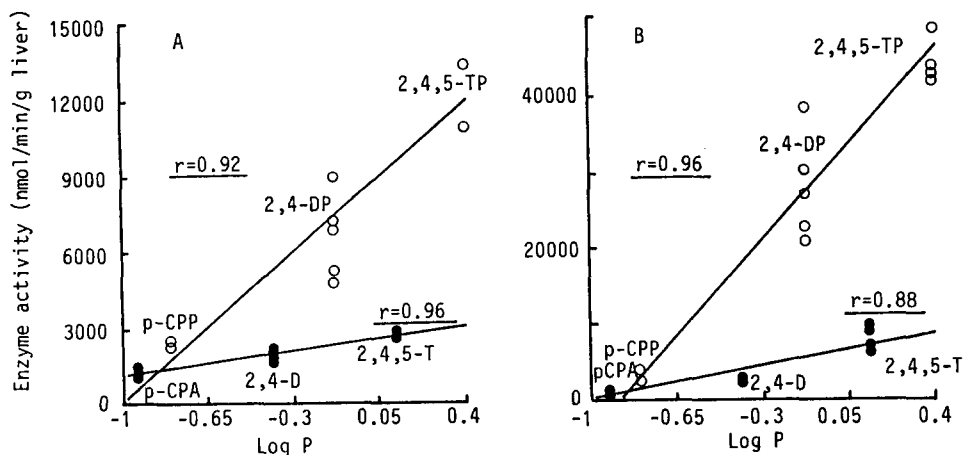 Enzyme activity (nmol/min/g liver)
15000
12000
9000
6000
3000
0
A
2,4,5-TP
r=0.92
2,4-DP
p-CPP
r=0.96
p-CPA
2,4-D
2,4,5-T
-1
-0.65
-0.3
0.05
0.4
Log P
40000
20000
0
B
2,4,5-TP
2,4-DP
r=0.96
r=0.88
p-CPP
pCPA
2,4-D
2,4,5-T
-1
-0.65
-0.3
0.05
0.4
Log P